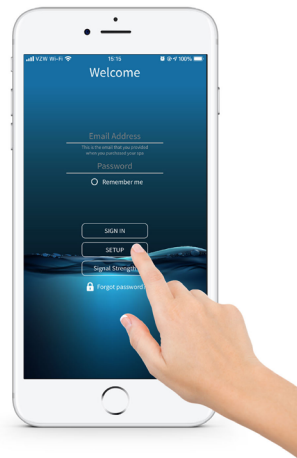 VZW Wi-Fi 15:15 100%
Welcome
Email Address
This is the email that you provided
when you purchased your spa
Password
Remember me
SIGN IN
SETUP
Signal Strength
Forgot password